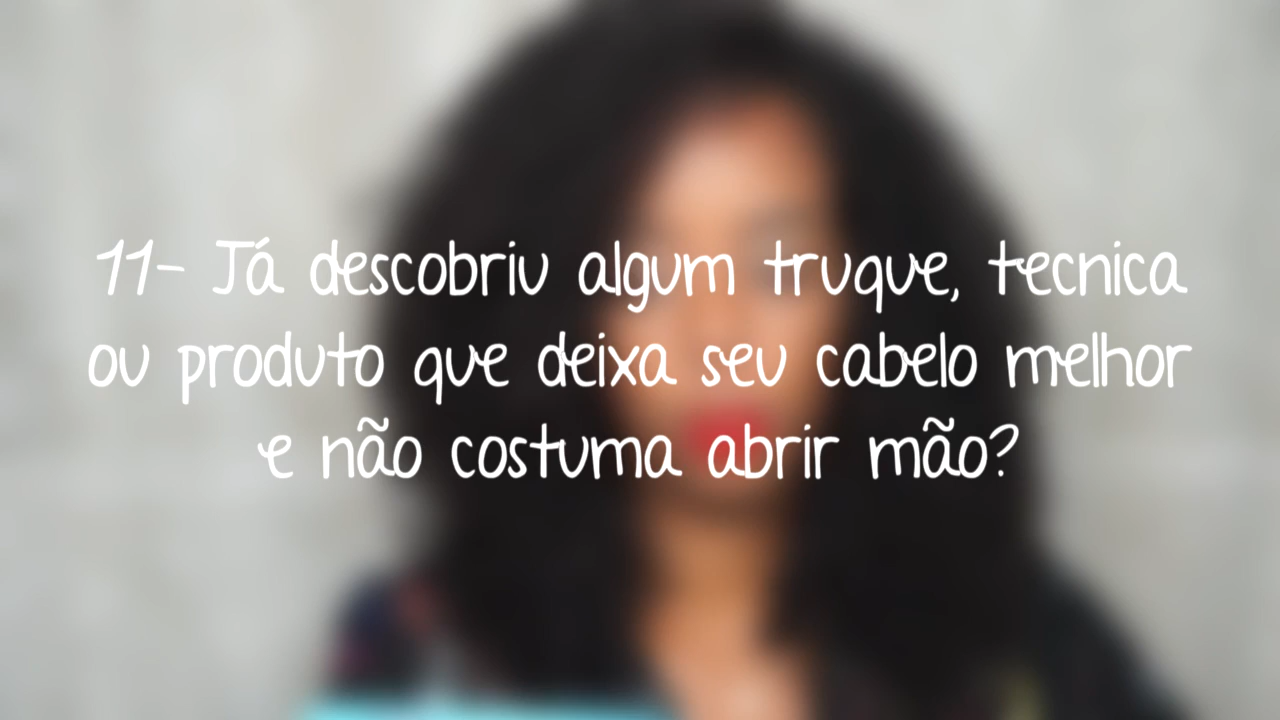 11- Já descobriu algum truque, tecnica
ou produto que deixa seu cabelo melhor
e não costuma abrir mão?